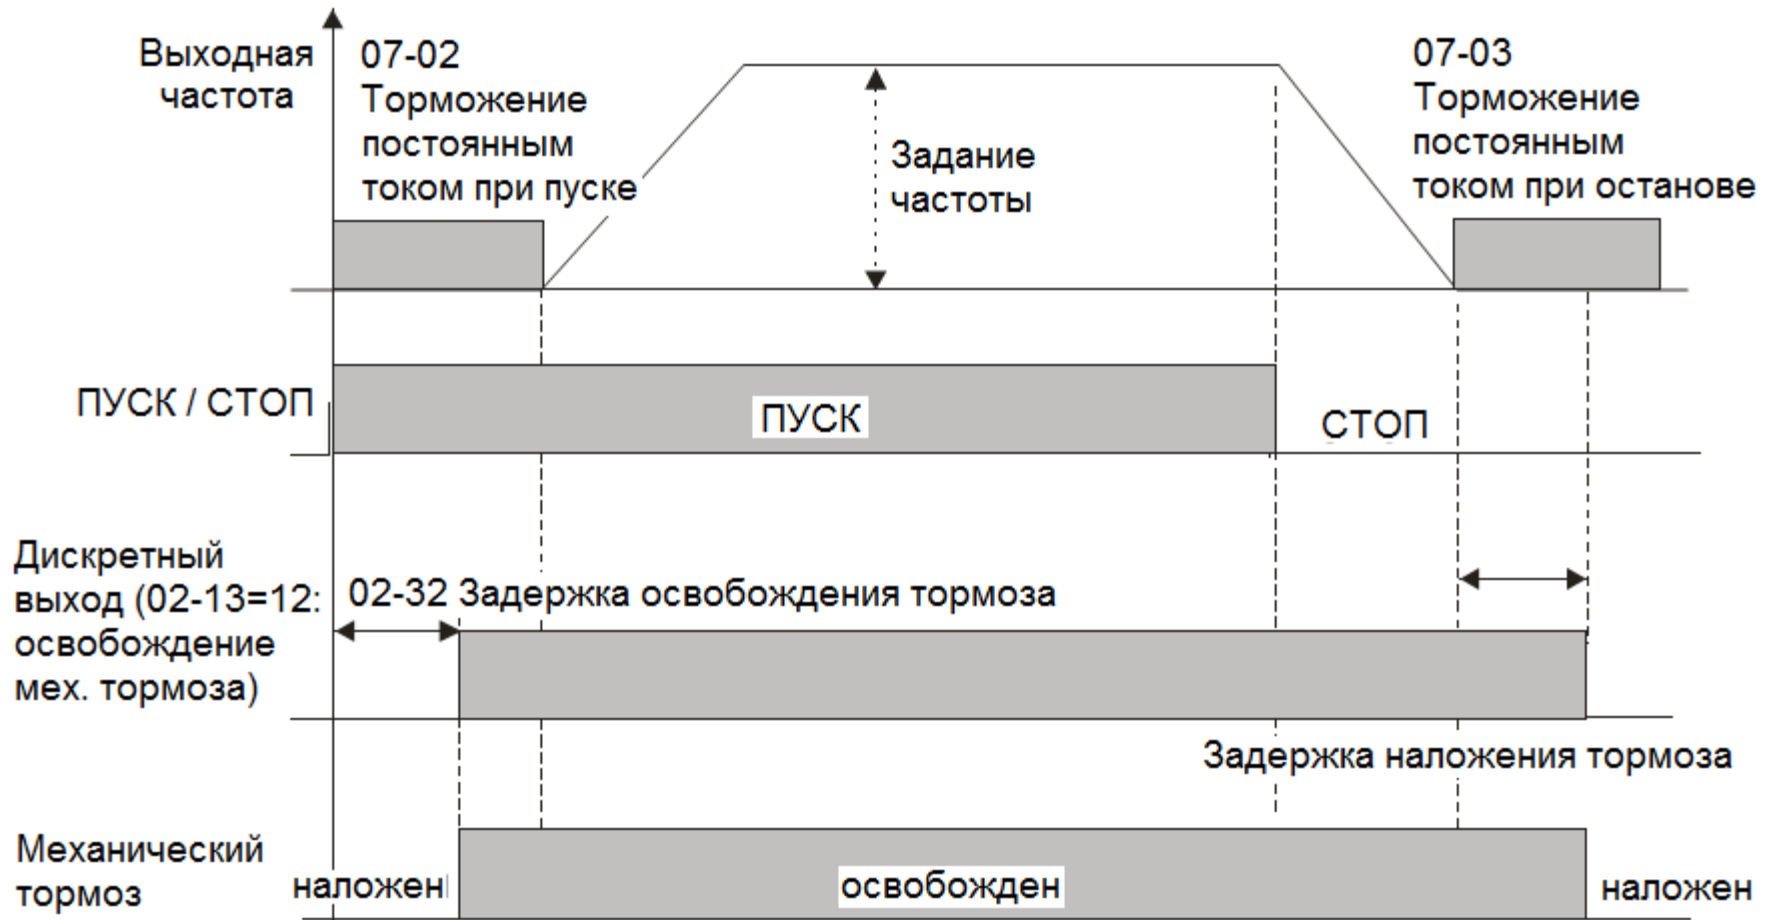 Выходная
частота
07-02
Торможение
постоянным
током при пуске
Задание
частоты
07-03
Торможение
постоянным
током при останове
ПУСК / СТОП
ПУСК
СТОП
Дискретный
выход (02-13=12:
освобождение
мех. тормоза)
02-32 Задержка освобождения тормоза
Задержка наложения тормоза
Механический
тормоз
наложен
освобожден
наложен